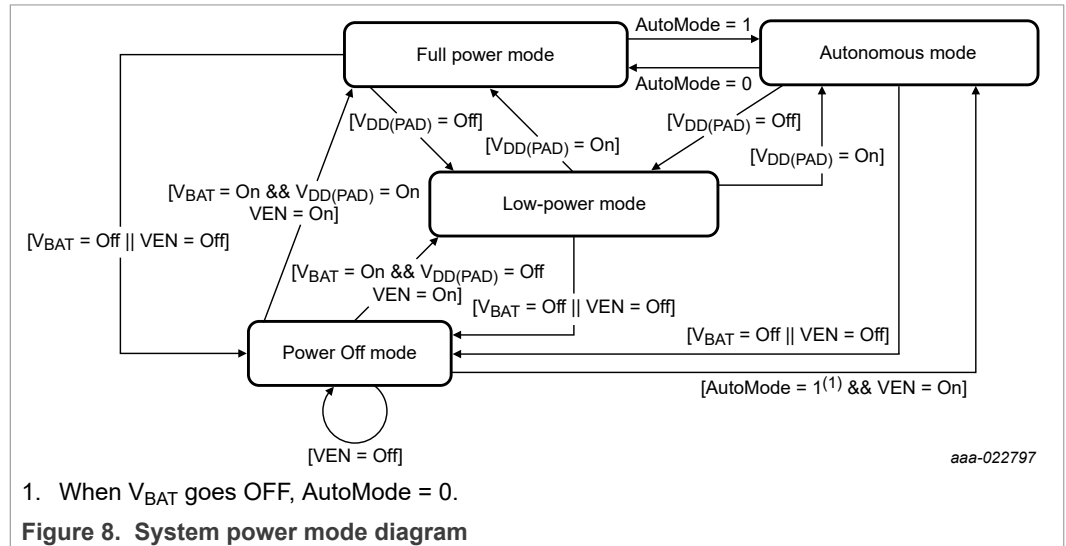 AutoMode = 1
Full power mode
Autonomous mode
AutoMode = 0
[VDD(PAD) = Off]
[VDD(PAD) = On]
[VDD(PAD) = Off]
[VDD(PAD) = On]
[VBAT = On && VDD(PAD) = On
VEN = On]
Low-power mode
[VBAT = Off || VEN = Off]
[VBAT = On && VDD(PAD) = Off
VEN = On]
[VBAT = Off || VEN = Off]
[VBAT = Off || VEN = Off]
Power Off mode
[AutoMode = 1(1) && VEN = On]
[VEN = Off]
aaa-022797
1. When VBAT goes OFF, AutoMode = 0.
Figure 8. System power mode diagram